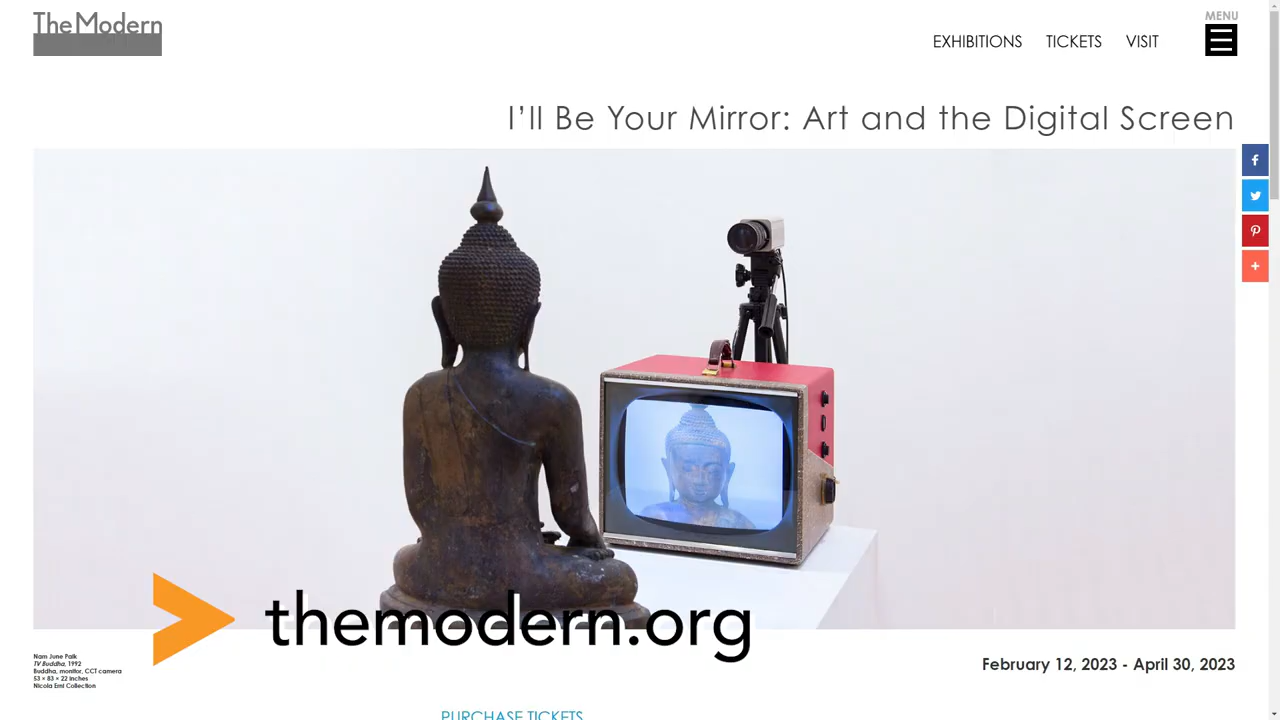 TheModern
EXHIBITIONS TICKETS VISIT
MENU
I'll Be Your Mirror: Art and the Digital Screen
themodern.org
Nam June Paik
TV Buddha, 1992
Buddha, monitor, CCT camera
53 × 83 × 22 inches
Nicola Erni Collection
February 12, 2023 - April 30, 2023
PURCHASE TICKETS